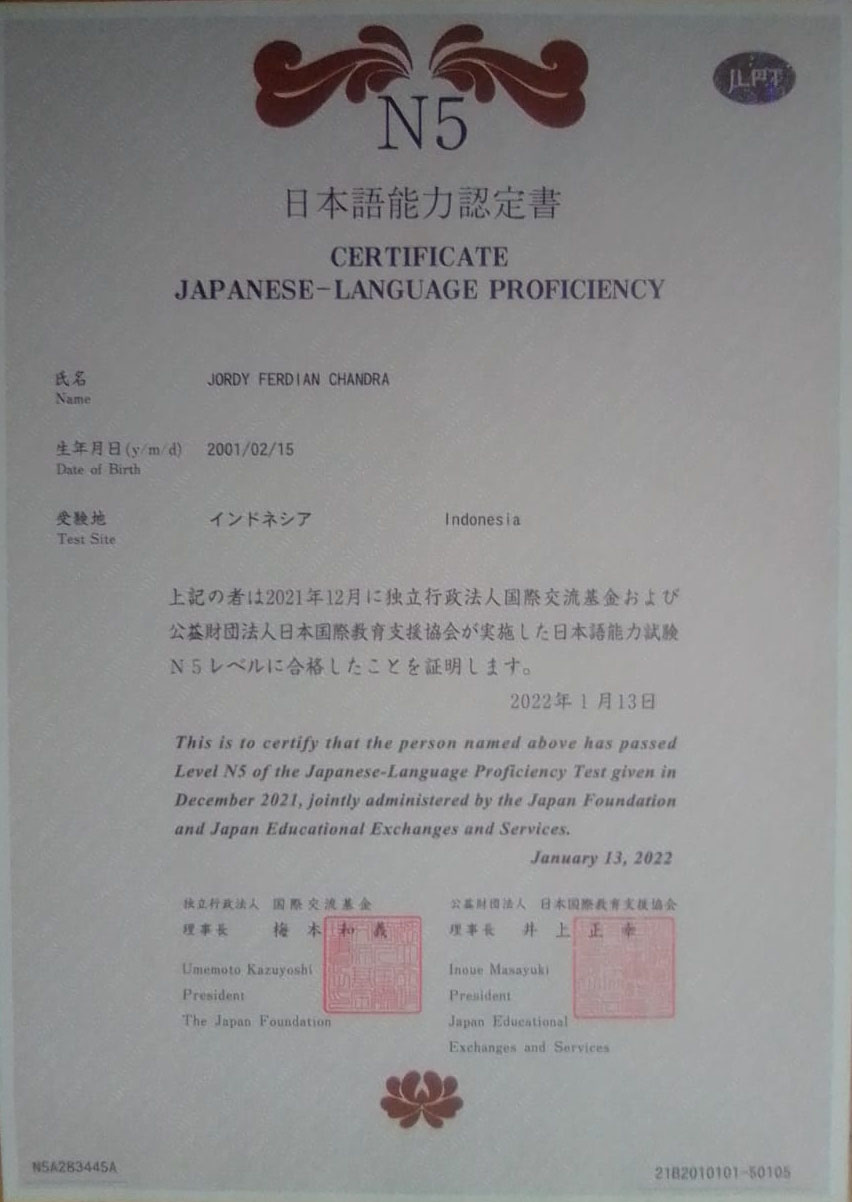 JLPT
N5
日本語能力認定書
CERTIFICATE
JAPANESE-LANGUAGE PROFICIENCY
氏名 JORDY FERDIAN CHANDRA
Name
生年月日(y/m/d) 2001/02/15
Date of Birth
受験地 インドネシア Indonesia
Test Site
上記の者は2021年12月に独立行政法人国際交流基金および
公益財団法人日本国際教育支援協会が実施した日本語能力試験
N5レベルに合格したことを証明します。
2022年1月13日
This is to certify that the person named above has passed
Level N5 of the Japanese-Language Proficiency Test given in
December 2021, jointly administered by the Japan Foundation
and Japan Educational Exchanges and Services.
January 13, 2022
独立行政法人 国際交流基金
理事長 梅本和義
Umemoto Kazuyoshi
President
The Japan Foundation
公益財団法人 日本国際教育支援協会
理事長 井上正幸
Inoue Masayuki
President
Japan Educational
Exchanges and Services
N5A283445A
21B2010101-50105